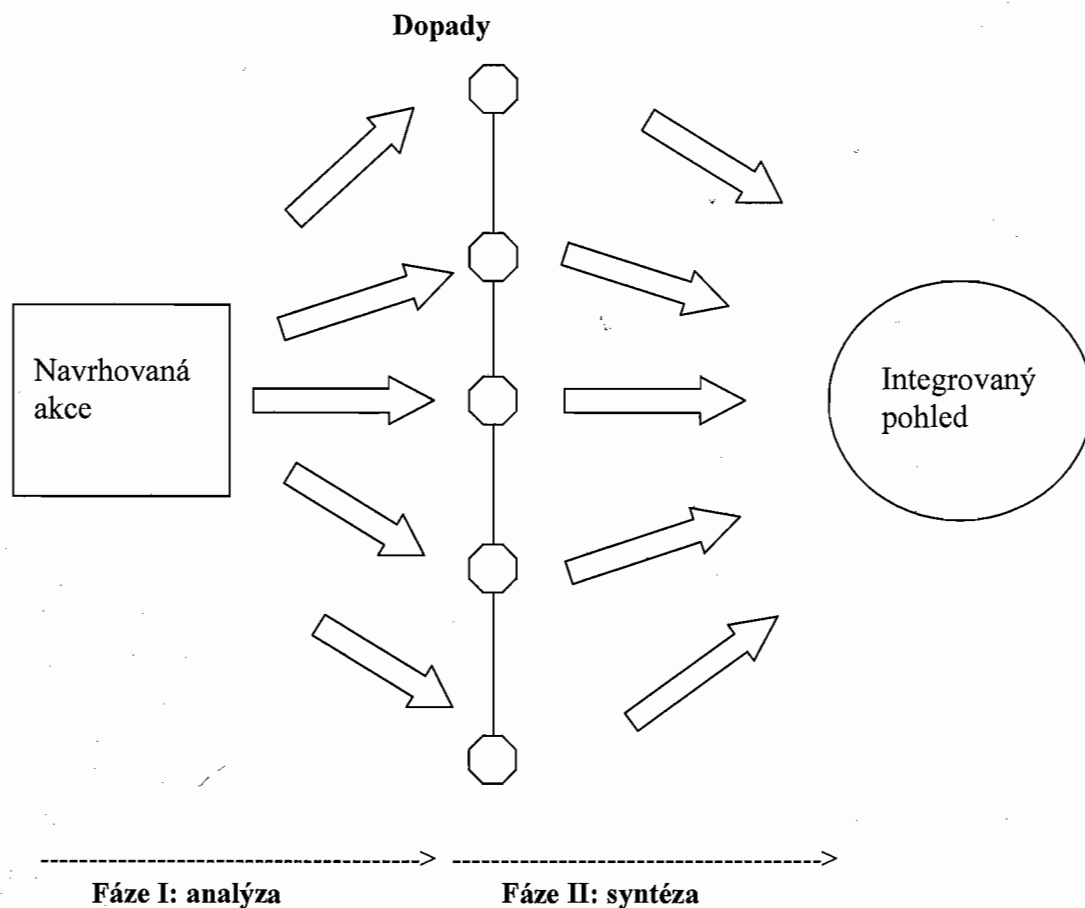 Dopady
Navrhovaná
akce
Integrovaný
pohled
Fáze I: analýza
Fáze II: syntéza